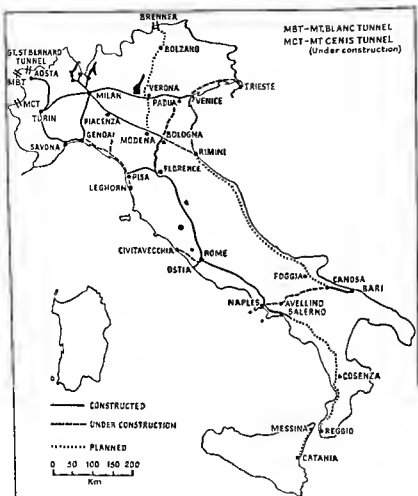 BRENNER
MBT-MT.BLANC TUNNEL
MCT-MT CENIS TUNNEL
(Under construction)
BOLZANO
GT.ST.BERNARD
TUNNEL
AOSTA
MBT
MCT
TRIESTE
VERONA
MILAN
PADUA
VENICE
TURIN
PIACENZA
GENOA
MODENA
BOLOGNA
SAVONA
RIMINI
PISA
FLORENCE
LEGHORN
CIVITAVECCHIA
ROME
OSTIA
FOGGIA
CANOSA
BARI
NAPLES
AVELLINO
SALERNO
COSENZA
CONSTRUCTED
UNDER CONSTRUCTION
PLANNED
0 50 100 150 200
Km
MESSINA
REGGIO
CATANIA